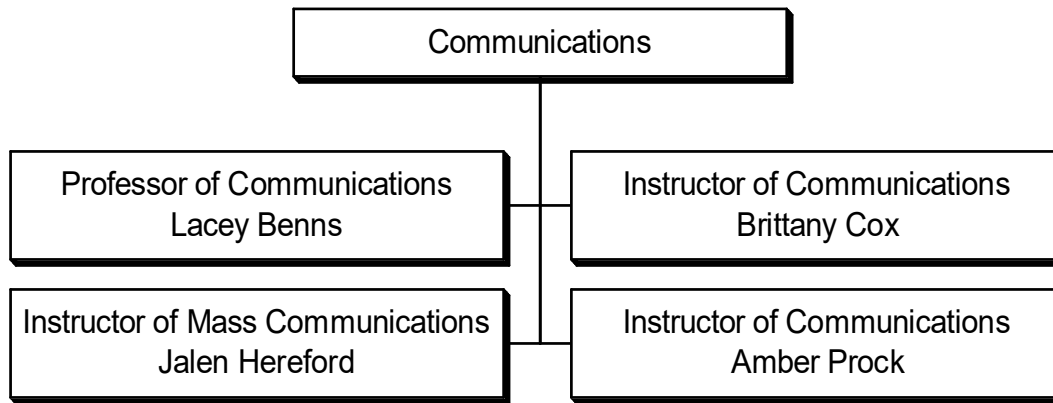 Communications
Professor of Communications
Lacey Benns
Instructor of Communications
Brittany Cox
Instructor of Mass Communications
Jalen Hereford
Instructor of Communications
Amber Prock